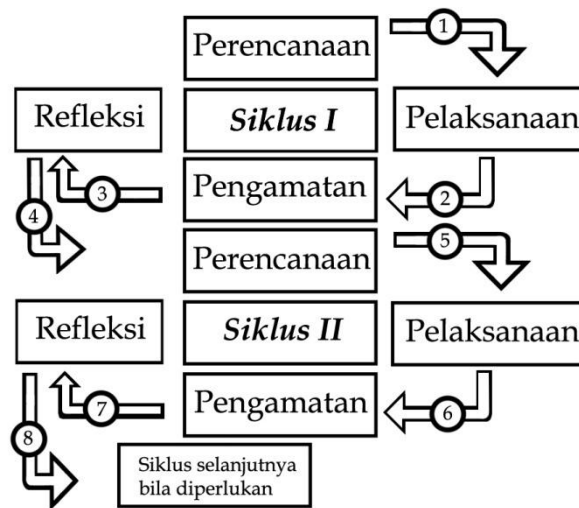 Perencanaan
1
Refleksi
Siklus I
Pelaksanaan
3
Pengamatan
2
4
Perencanaan
5
Refleksi
Siklus II
Pelaksanaan
7
Pengamatan
6
8
Siklus selanjutnya
bila diperlukan